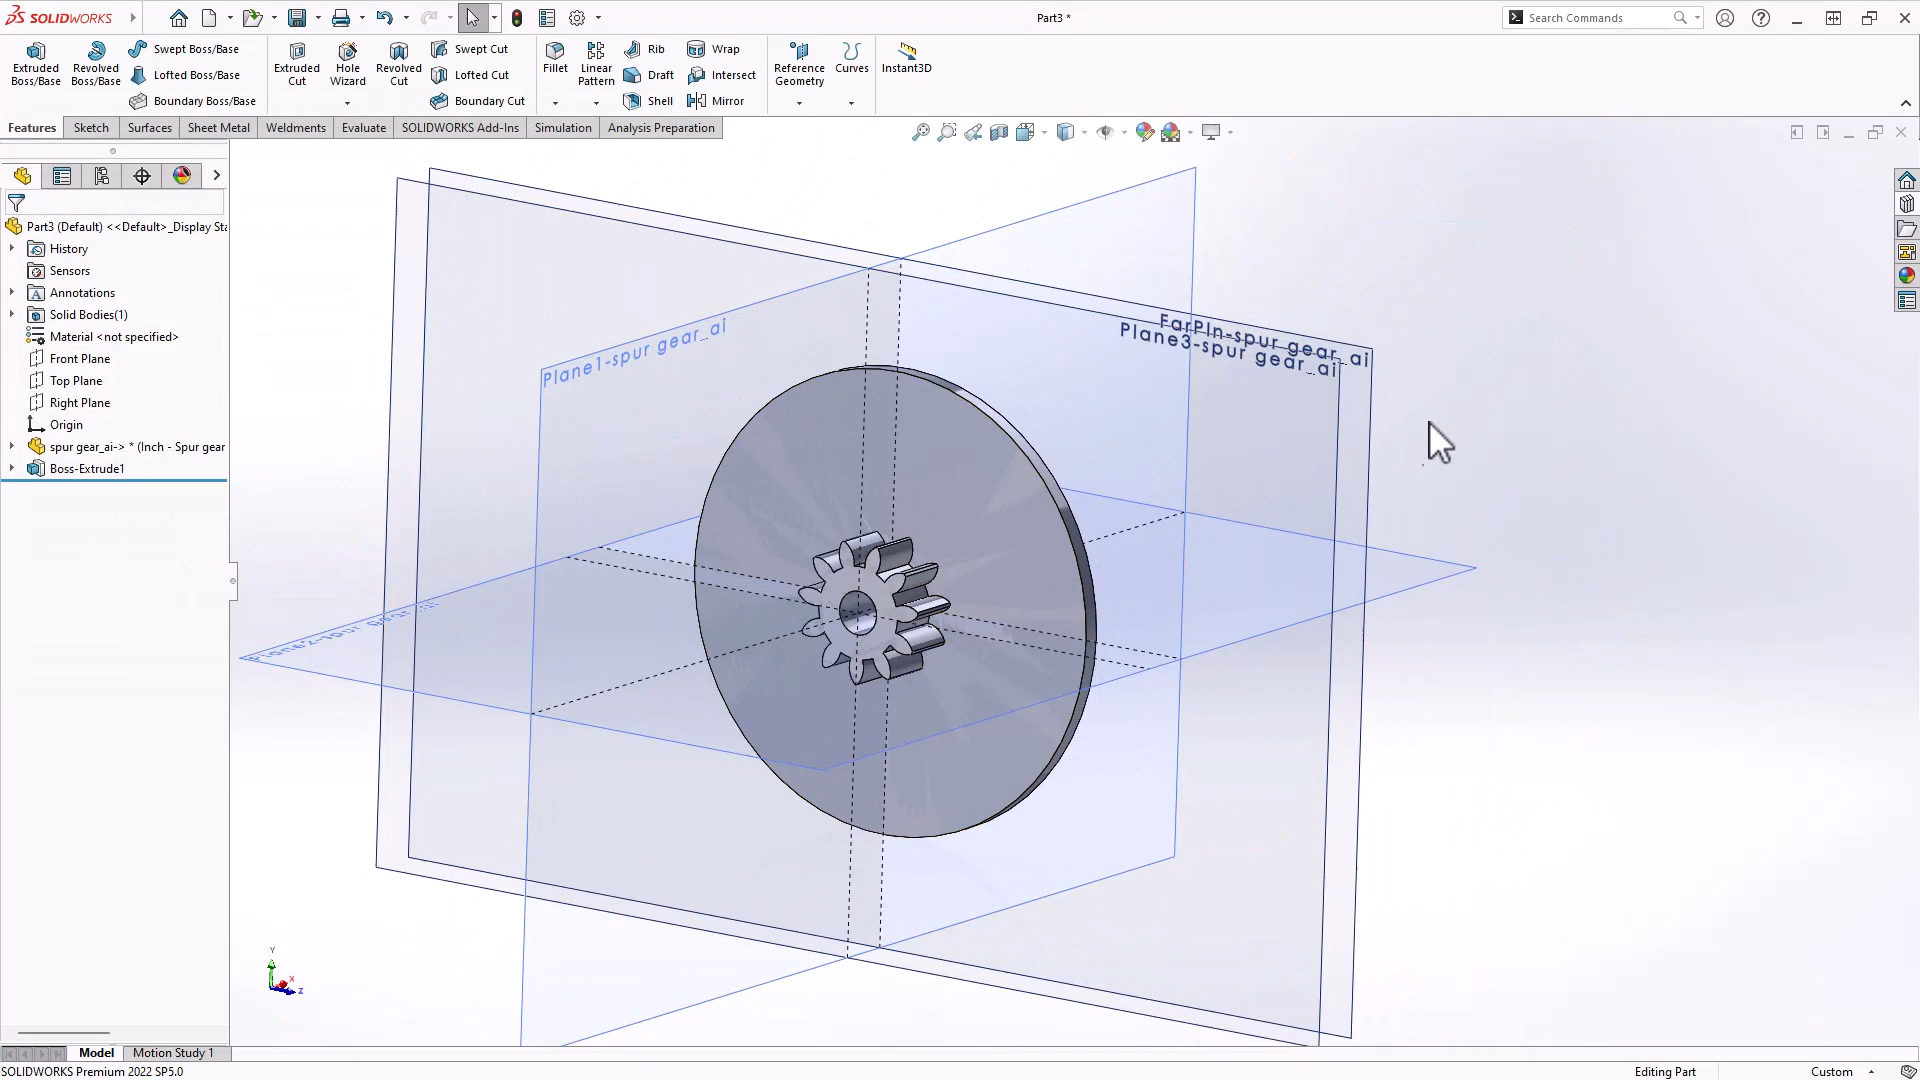 SOLIDWORKS
Part3 *
Search Commands
Extruded Boss/Base
Revolved Boss/Base
Swept Boss/Base
Lofted Boss/Base
Boundary Boss/Base
Extruded Cut
Hole Wizard
Revolved Cut
Swept Cut
Lofted Cut
Boundary Cut
Fillet
Linear Pattern
Rib
Draft
Shell
Wrap
Intersect
Mirror
Reference Geometry
Curves
Instant3D
Features
Sketch
Surfaces
Sheet Metal
Weldments
Evaluate
SOLIDWORKS Add-Ins
Simulation
Analysis Preparation
Part3 (Default) <<Default>_Display Sta
History
Sensors
Annotations
Solid Bodies(1)
Material <not specified>
Front Plane
Top Plane
Right Plane
Origin
spur gear_ai-> * (Inch - Spur gear
Boss-Extrude1
Plane1-spur gear_ai
FarPln-spur gear_ai
Plane3-spur gear_ai
Plane2-spur gear_ai
Y
X
Z
Model
Motion Study 1
SOLIDWORKS Premium 2022 SP5.0
Editing Part
Custom